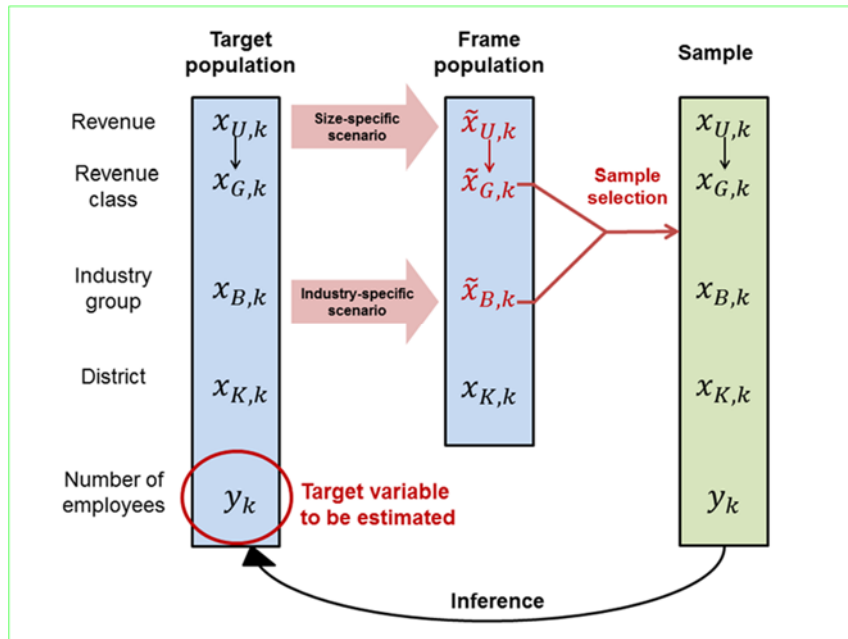 Target population
Frame population
Sample
Revenue
x_{U,k}
Size-specific scenario
x̃_{U,k}
x_{U,k}
Revenue class
x_{G,k}
x̃_{G,k}
Sample selection
x_{G,k}
Industry group
x_{B,k}
Industry-specific scenario
x̃_{B,k}
x_{B,k}
District
x_{K,k}
x_{K,k}
x_{K,k}
Number of employees
y_k
Target variable to be estimated
y_k
Inference